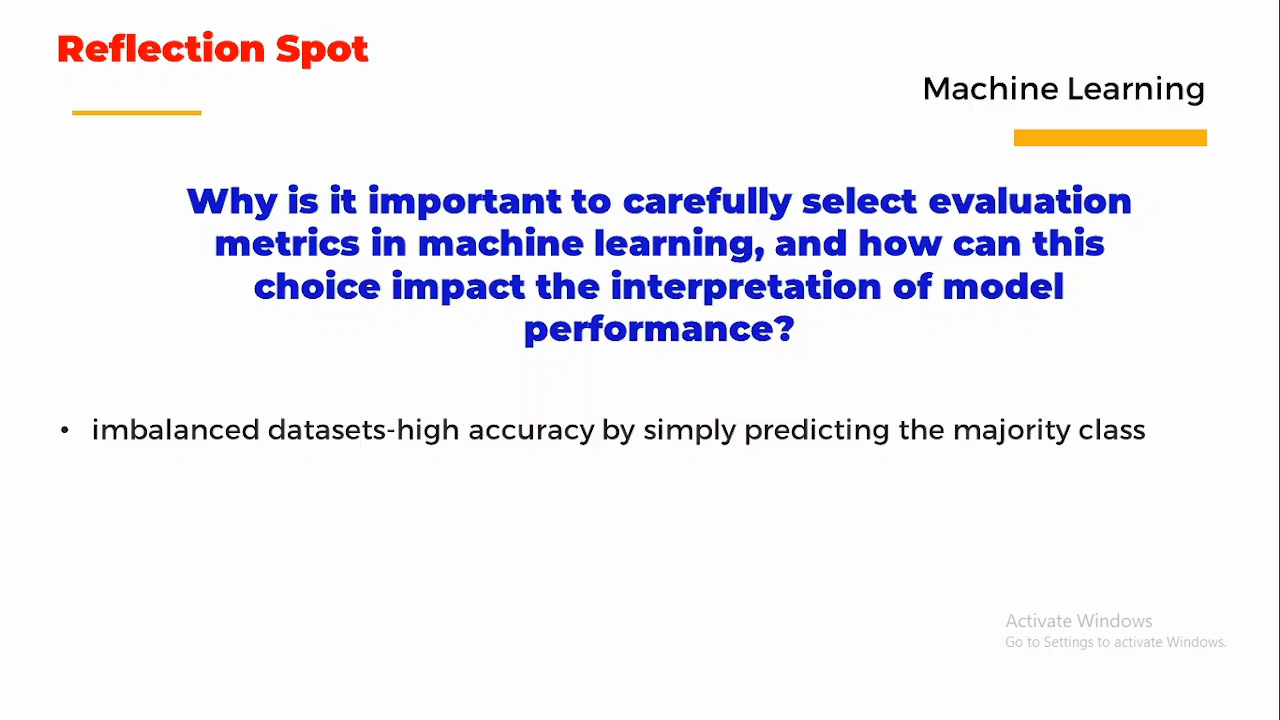 Reflection Spot
Machine Learning
Why is it important to carefully select evaluation
metrics in machine learning, and how can this
choice impact the interpretation of model
performance?
• imbalanced datasets-high accuracy by simply predicting the majority class
Activate Windows
Go to Settings to activate Windows.